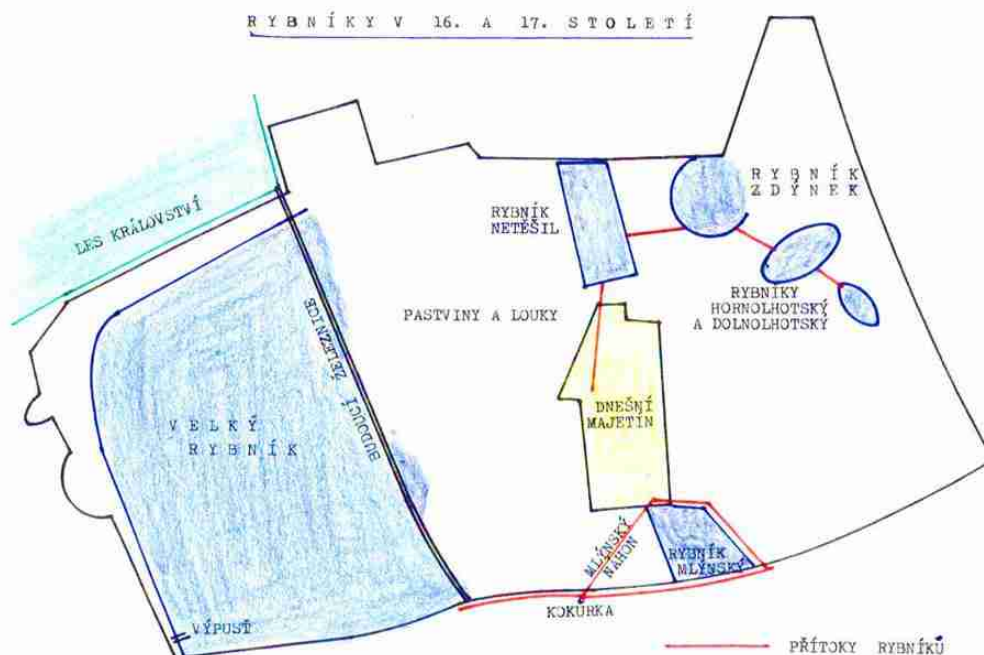 RYBNÍKY V 16. A 17. STOLETÍ
LES KRÁLOVSTVÍ
RYBNÍK
NETĚŠIL
RYBNÍK
ZDÝNEK
RYBNÍKY
HORNOLHOTSKÝ
A DOLNOLHOTSKÝ
PASTVINY A LOUKY
BUDOUCÍ ŽELEZNICE
VELKÝ
RYBNÍK
DNEŠNÍ
MAJETÍN
MLÝNSKÝ
NÁHON
RYBNÍK
MLÝNSKÝ
KOKURKA
VÝPUSŤ
PŘÍTOKY RYBNÍKŮ